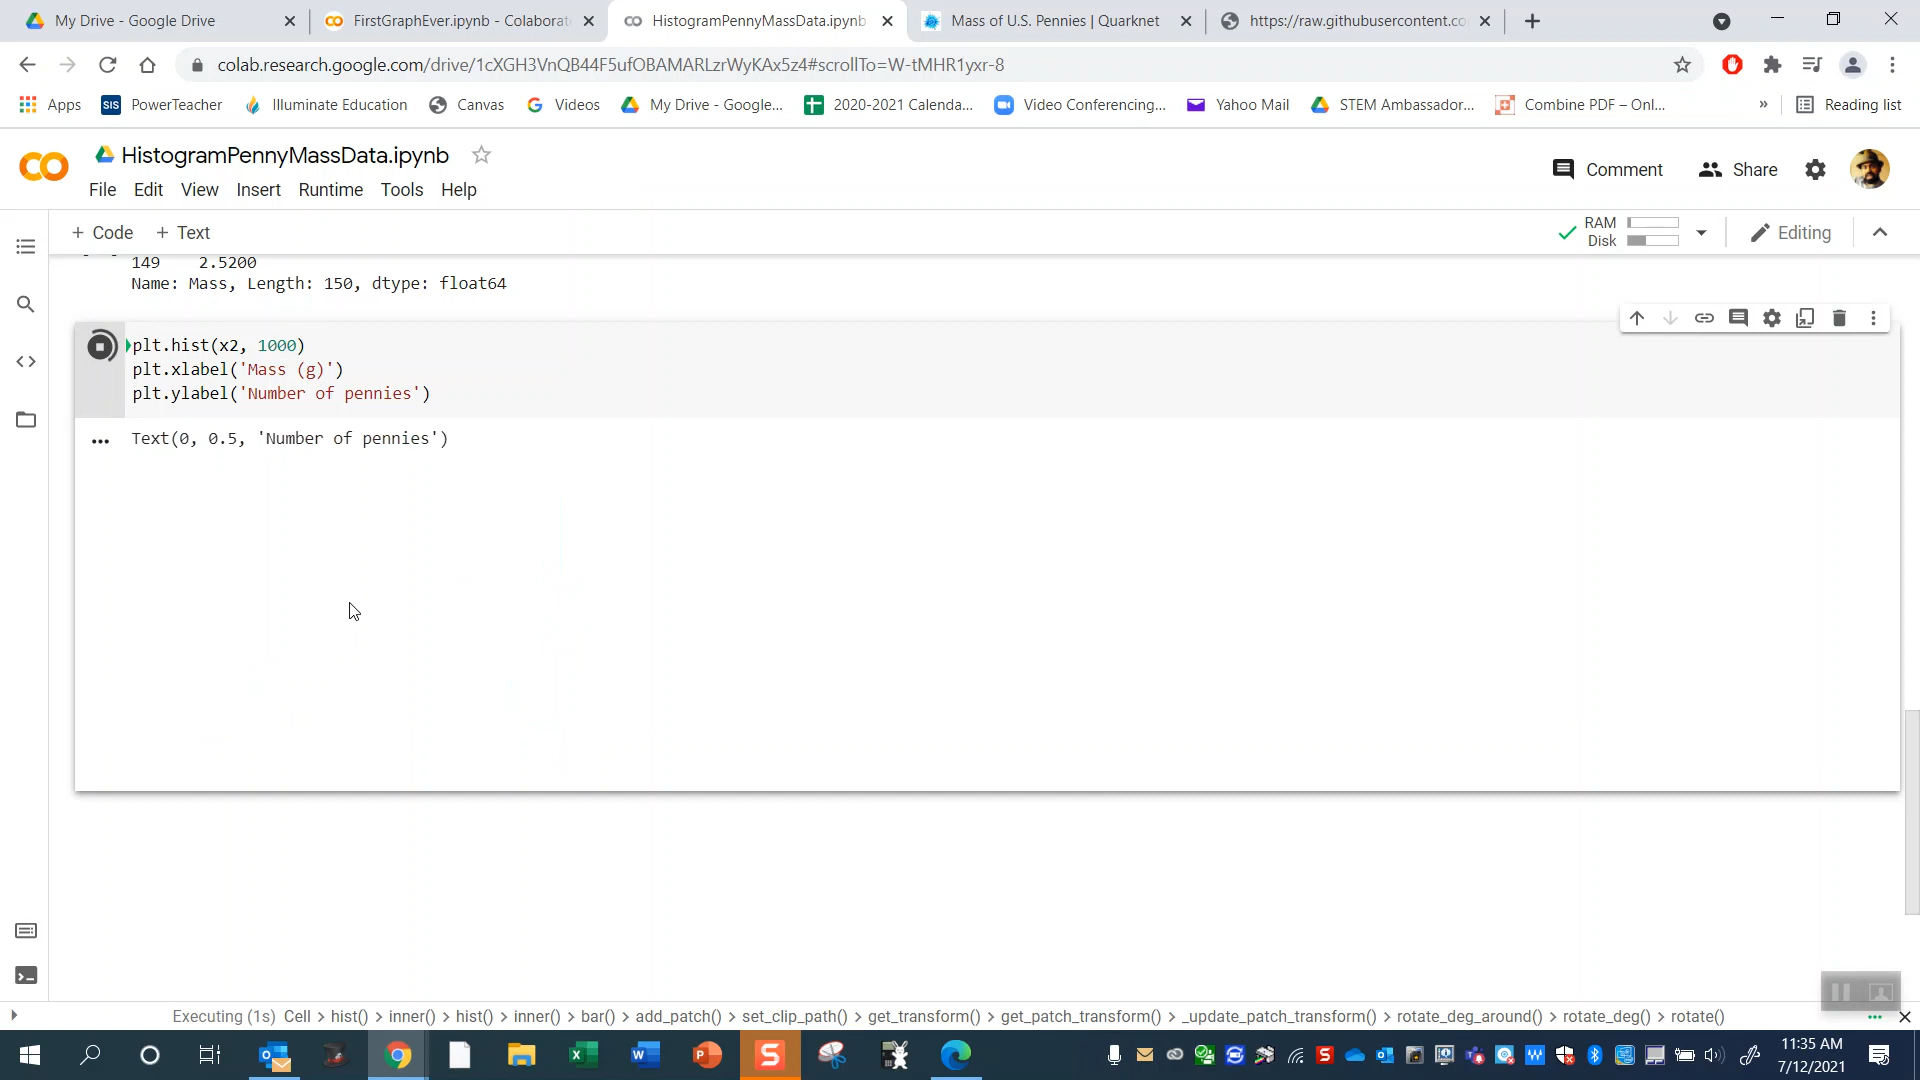 My Drive - Google Drive
FirstGraphEver.ipynb - Colaborat
HistogramPennyMassData.ipynb
Mass of U.S. Pennies | Quarknet
https://raw.githubusercontent.co
colab.research.google.com/drive/1cXGH3VnQB44F5ufOBAMARLzrWyKAx5z4#scrollTo=W-tMHR1yxr-8
Apps
SIS PowerTeacher
Illuminate Education
Canvas
Videos
My Drive - Google...
2020-2021 Calenda...
Video Conferencing...
Yahoo Mail
STEM Ambassador...
Combine PDF – Onl...
»
Reading list
HistogramPennyMassData.ipynb
Comment
Share
File Edit View Insert Runtime Tools Help
+ Code + Text
RAM
Disk
Editing
149 2.5200
Name: Mass, Length: 150, dtype: float64
plt.hist(x2, 1000)
plt.xlabel('Mass (g)')
plt.ylabel('Number of pennies')
Text(0, 0.5, 'Number of pennies')
Executing (1s) Cell > hist() > inner() > hist() > inner() > bar() > add_patch() > set_clip_path() > get_transform() > get_patch_transform() > _update_patch_transform() > rotate_deg_around() > rotate_deg() > rotate()
11:35 AM
7/12/2021